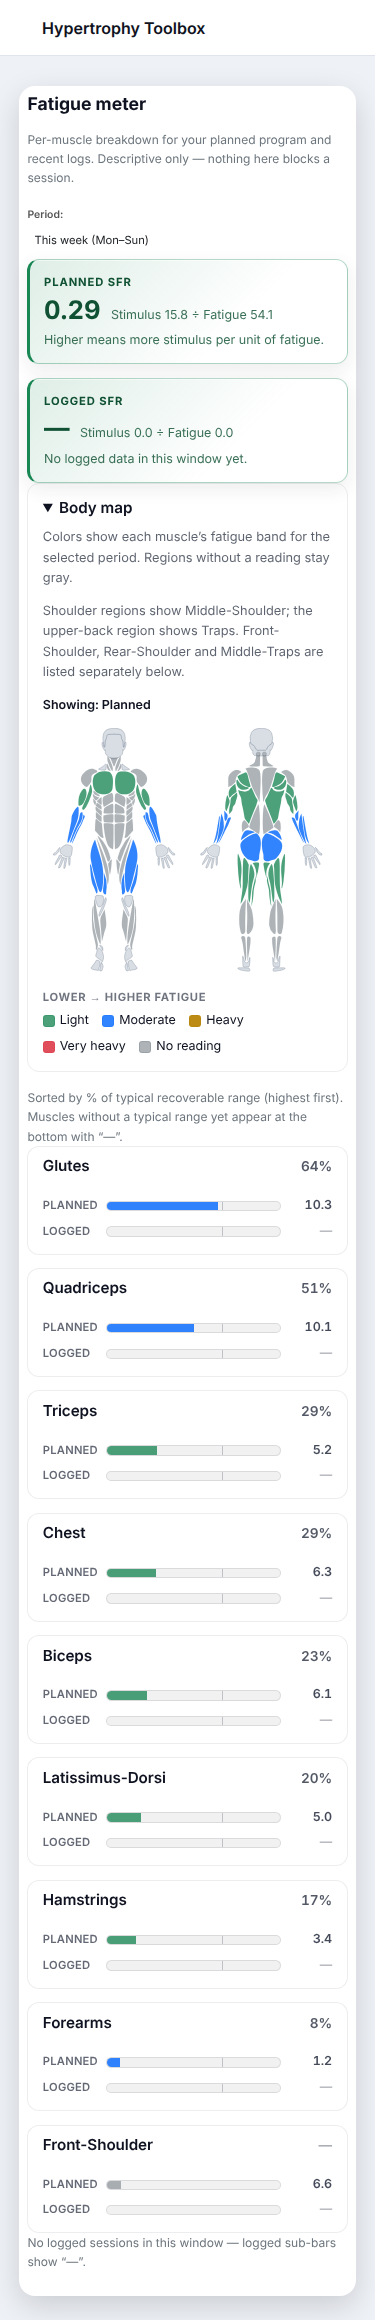 Hypertrophy Toolbox
Fatigue meter
Per-muscle breakdown for your planned program and
recent logs. Descriptive only — nothing here blocks a
session.
Period:
This week (Mon–Sun)
PLANNED SFR
0.29 Stimulus 15.8 ÷ Fatigue 54.1
Higher means more stimulus per unit of fatigue.
LOGGED SFR
— Stimulus 0.0 ÷ Fatigue 0.0
No logged data in this window yet.
▼ Body map
Colors show each muscle’s fatigue band for the
selected period. Regions without a reading stay
gray.
Shoulder regions show Middle-Shoulder; the
upper-back region shows Traps. Front-
Shoulder, Rear-Shoulder and Middle-Traps are
listed separately below.
Showing: Planned
LOWER → HIGHER FATIGUE
Light Moderate Heavy
Very heavy No reading
Sorted by % of typical recoverable range (highest first).
Muscles without a typical range yet appear at the
bottom with “—”.
Glutes 64%
PLANNED 10.3
LOGGED —
Quadriceps 51%
PLANNED 10.1
LOGGED —
Triceps 29%
PLANNED 5.2
LOGGED —
Chest 29%
PLANNED 6.3
LOGGED —
Biceps 23%
PLANNED 6.1
LOGGED —
Latissimus-Dorsi 20%
PLANNED 5.0
LOGGED —
Hamstrings 17%
PLANNED 3.4
LOGGED —
Forearms 8%
PLANNED 1.2
LOGGED —
Front-Shoulder —
PLANNED 6.6
LOGGED —
No logged sessions in this window — logged sub-bars
show “—”.